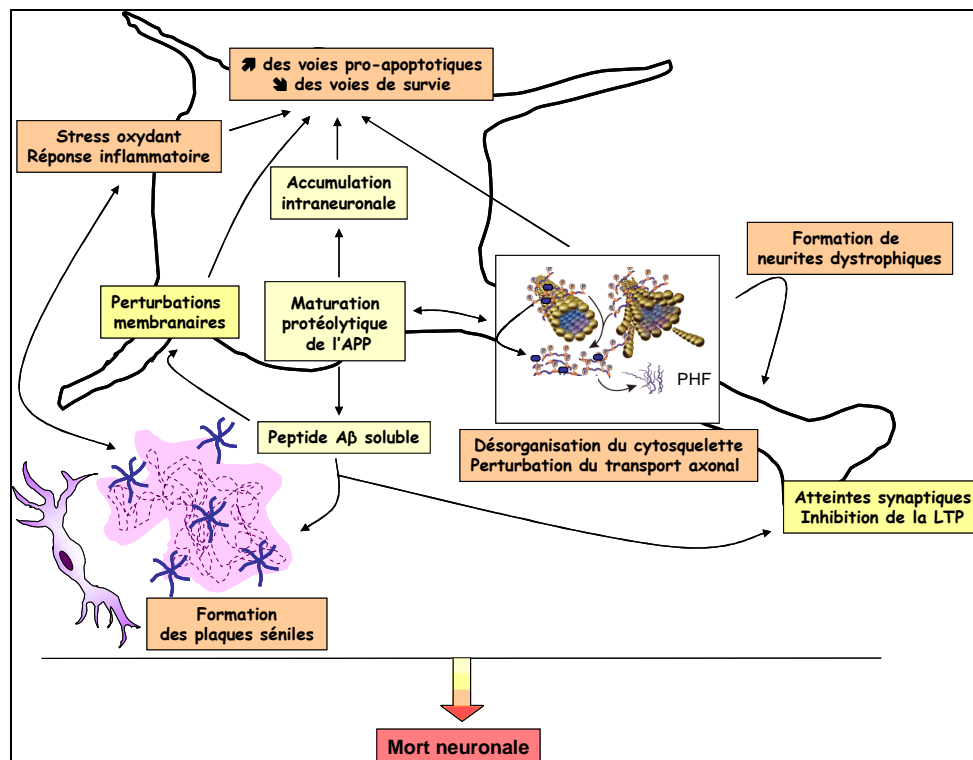 ↗ des voies pro-apoptotiques
↘ des voies de survie
Stress oxydant
Réponse inflammatoire
Accumulation
intraneuronale
Formation de
neurites dystrophiques
Perturbations
membranaires
Maturation
protéolytique
de l'APP
PHF
Peptide Aβ soluble
Désorganisation du cytosquelette
Perturbation du transport axonal
Atteintes synaptiques
Inhibition de la LTP
Formation
des plaques séniles
Mort neuronale